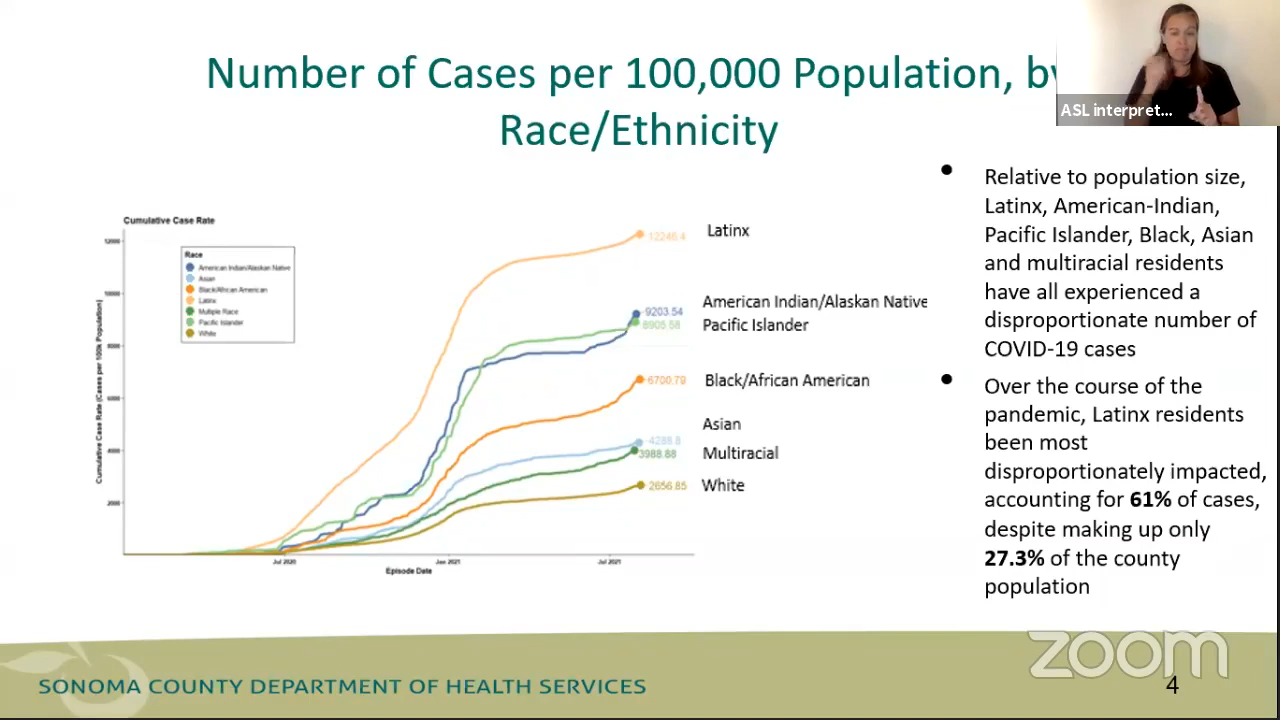 Number of Cases per 100,000 Population, by
Race/Ethnicity
ASL interpret...
Cumulative Case Rate
12000
10000
8000
6000
4000
2000
Cumulative Case Rate (Cases per 100k Population)
Race
American Indian/Alaskan Native
Asian
Black/African American
Latinx
Multiple Race
Pacific Islander
White
12246.4
9203.54
8905.58
6700.79
4288.8
3988.88
2656.85
Latinx
American Indian/Alaskan Native
Pacific Islander
Black/African American
Asian
Multiracial
White
Jul 2020
Jan 2021
Jul 2021
Episode Date
• Relative to population size,
Latinx, American-Indian,
Pacific Islander, Black, Asian
and multiracial residents
have all experienced a
disproportionate number of
COVID-19 cases
• Over the course of the
pandemic, Latinx residents
been most
disproportionately impacted,
accounting for 61% of cases,
despite making up only
27.3% of the county
population
zoom
SONOMA COUNTY DEPARTMENT OF HEALTH SERVICES
4